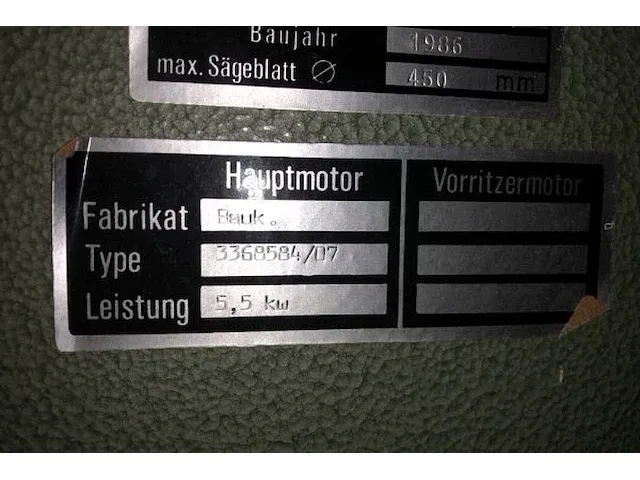 Baujahr 1986
max. Sägeblatt Ø 450 mm
Hauptmotor Vorritzermotor
Fabrikat Bauk.
Type 3368584/07
Leistung 5,5 kw